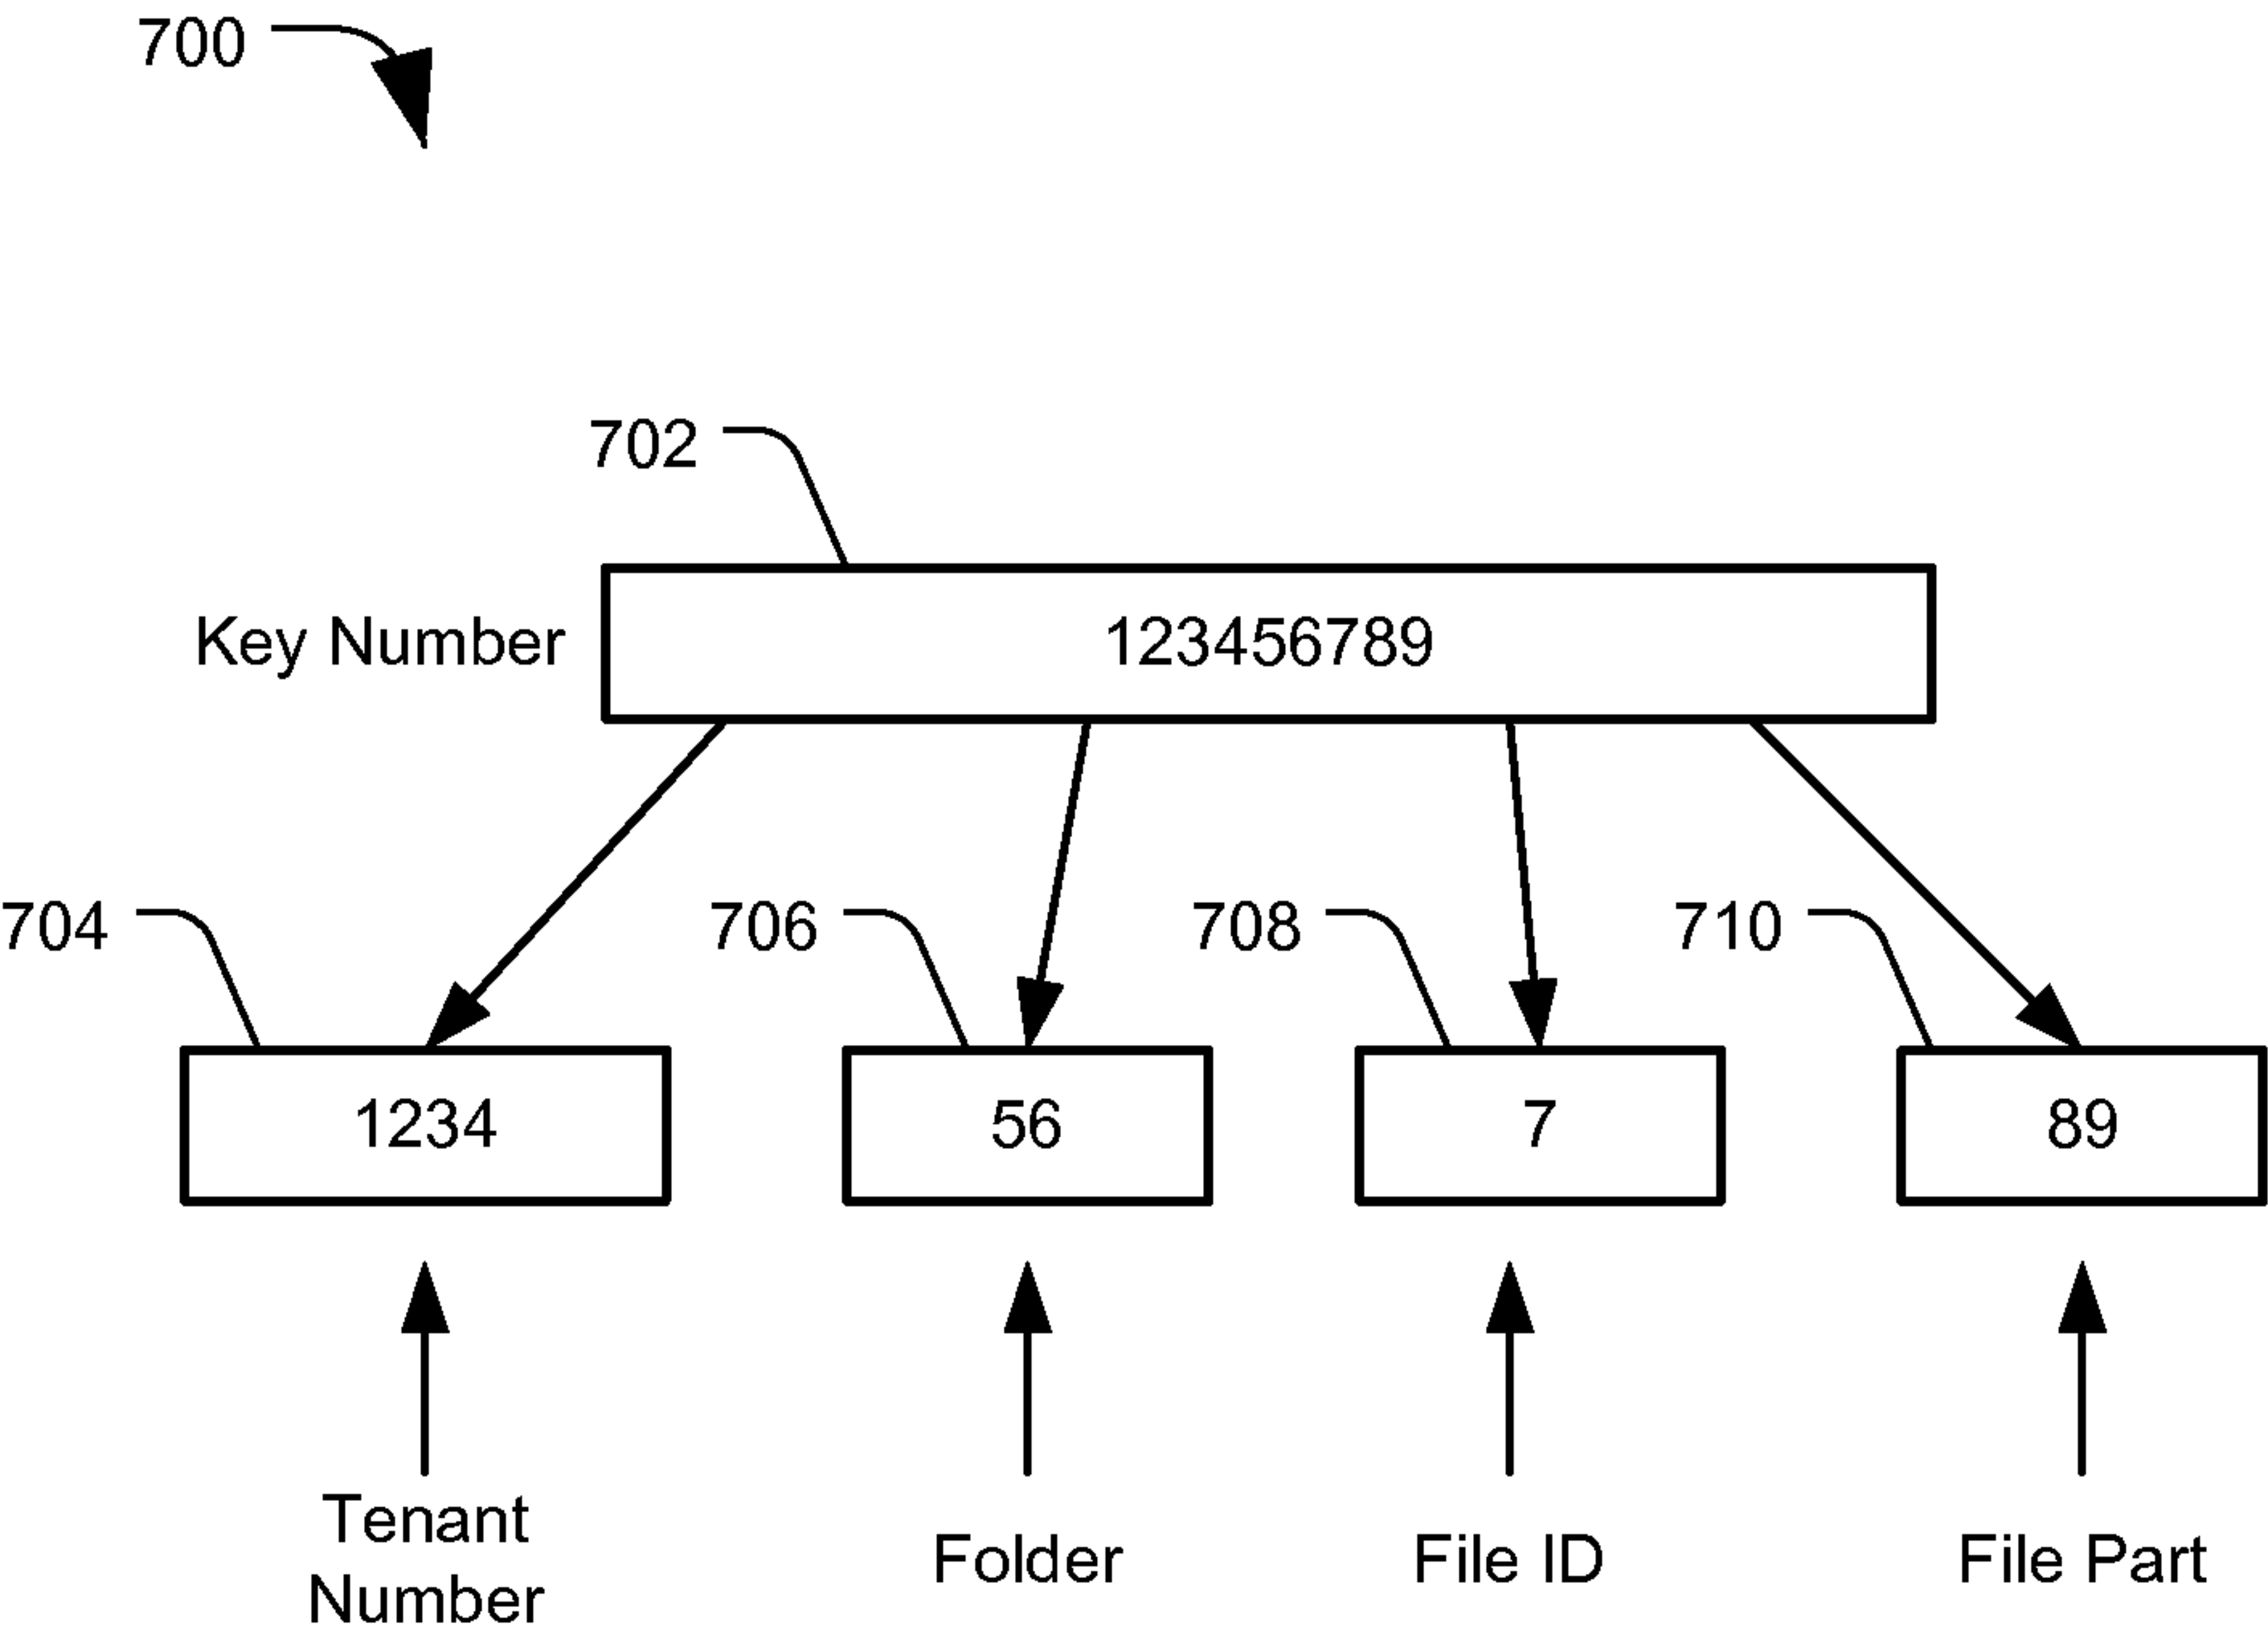 700
702
Key Number
123456789
704
706
708
710
1234
56
7
89
Tenant
Number
Folder
File ID
File Part